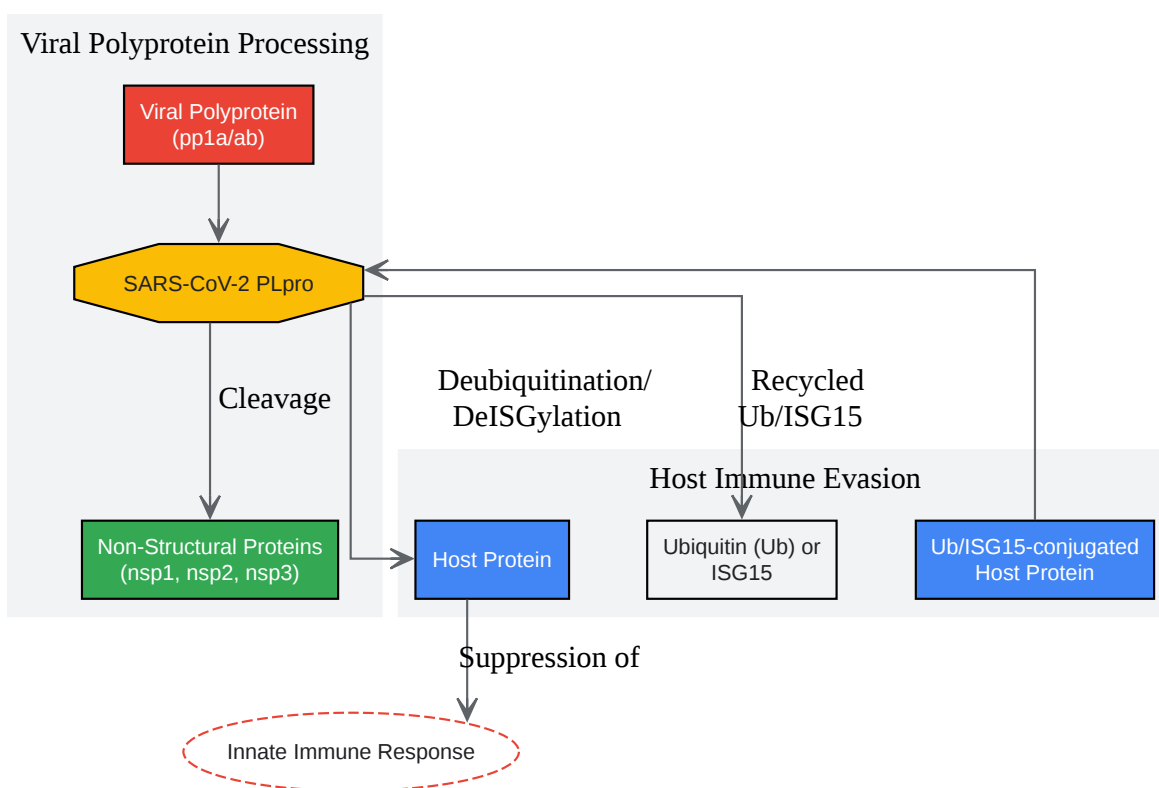 Viral Polyprotein Processing
Viral Polyprotein
(pp1a/ab)
SARS-CoV-2 PLpro
Cleavage
Deubiquitination/
DeISGylation
Recycled
Ub/ISG15
Host Immune Evasion
Non-Structural Proteins
(nsp1, nsp2, nsp3)
Host Protein
Ubiquitin (Ub) or
ISG15
Ub/ISG15-conjugated
Host Protein
Suppression of
Innate Immune Response